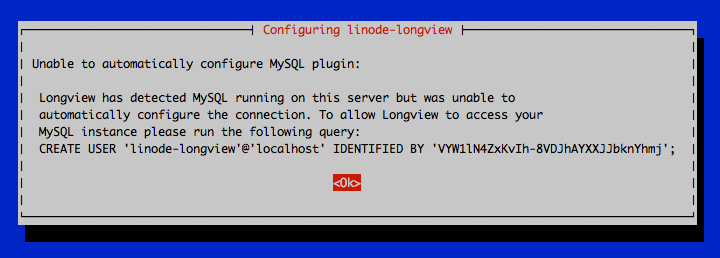 Configuring linode-longview
Unable to automatically configure MySQL plugin:
Longview has detected MySQL running on this server but was unable to
automatically configure the connection. To allow Longview to access your
MySQL instance please run the following query:
CREATE USER 'linode-longview'@'localhost' IDENTIFIED BY 'VYW1lN4ZxKvIh-8VDJhAYXXJJbknYhmj';
<Ok>